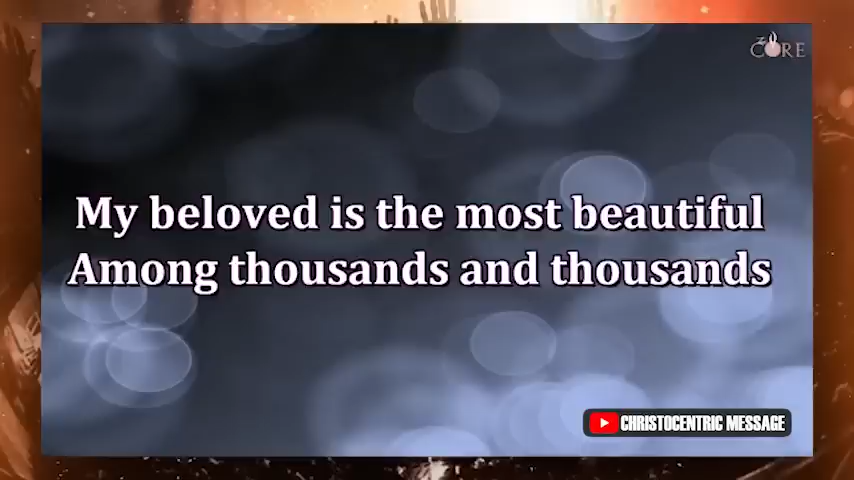 CORE
My beloved is the most beautiful
Among thousands and thousands
CHRISTOCENTRIC MESSAGE